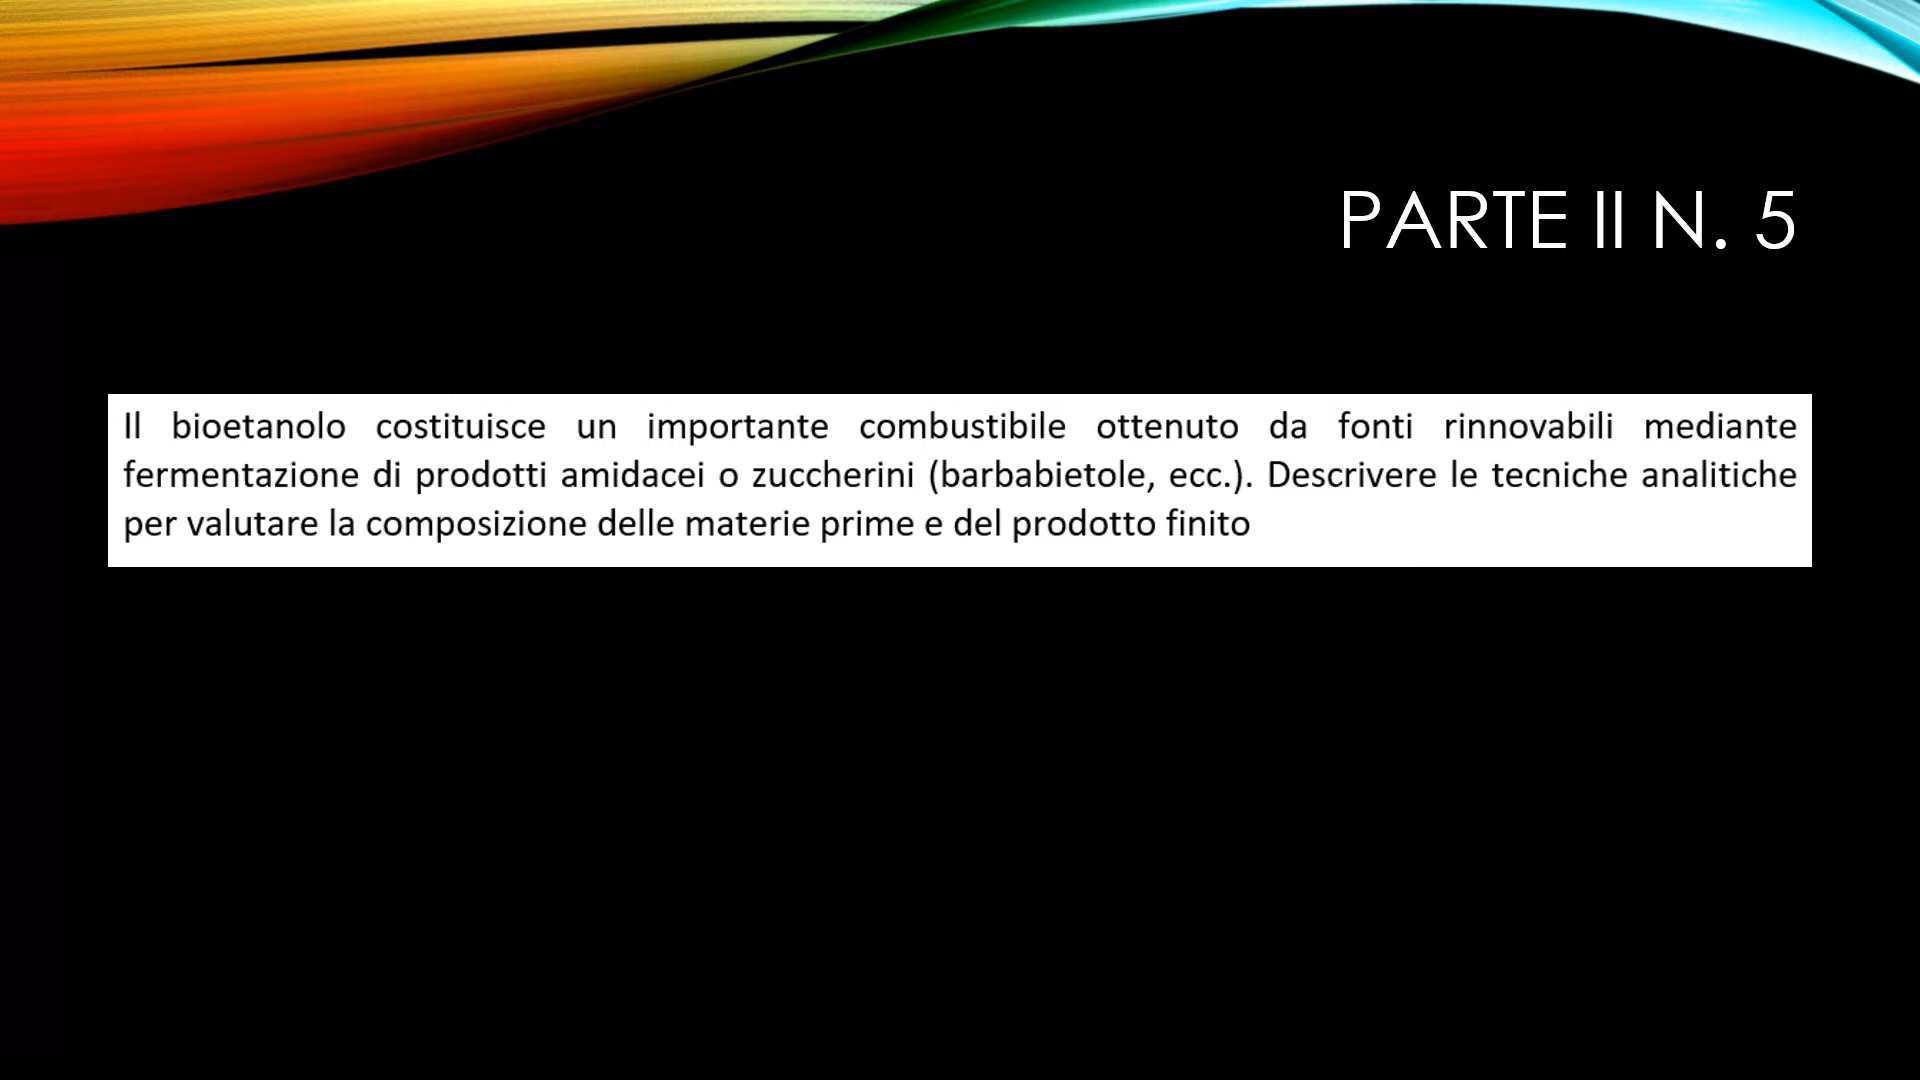 PARTE II N. 5
Il bioetanolo costituisce un importante combustibile ottenuto da fonti rinnovabili mediante
fermentazione di prodotti amidacei o zuccherini (barbabietole, ecc.). Descrivere le tecniche analitiche
per valutare la composizione delle materie prime e del prodotto finito